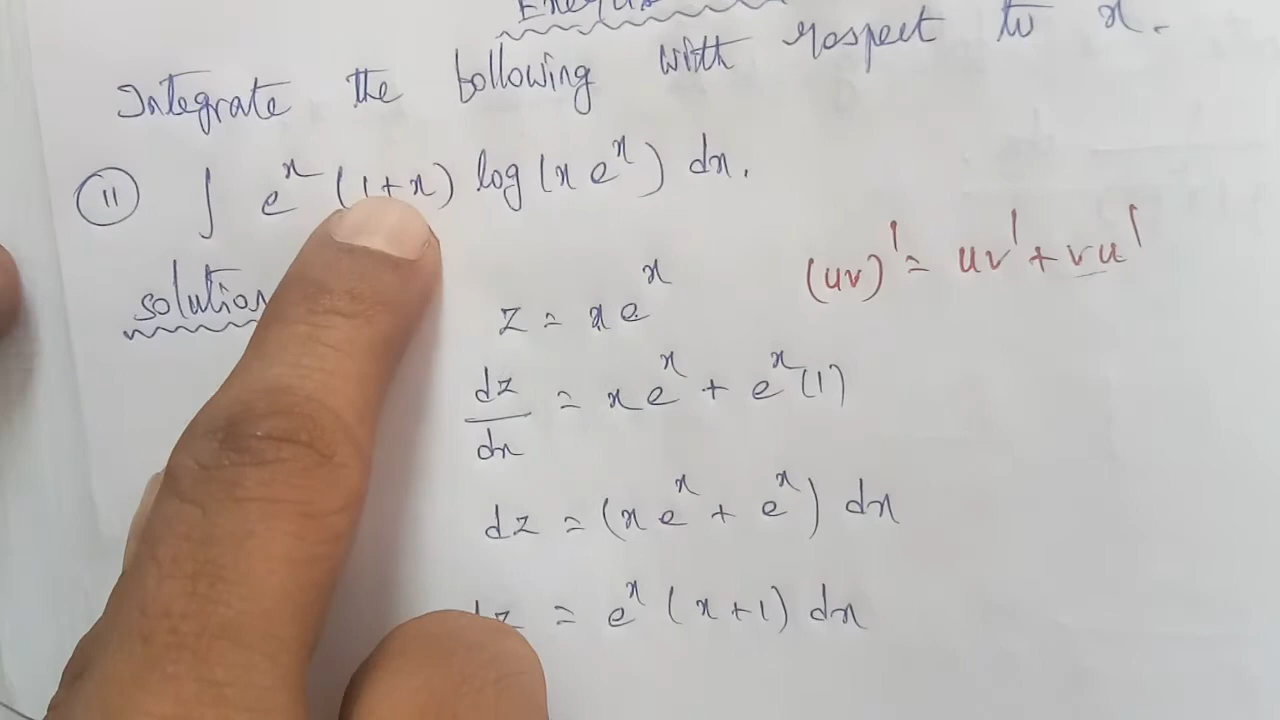 Integrate the following with respect to x.
11 ∫ e^x (1+x) log(x e^x) dx.
solution
(uv)' = uv' + vu'
z = x e^x
dz/dx = x e^x + e^x (1)
dz = (x e^x + e^x) dx
dz = e^x (x+1) dx